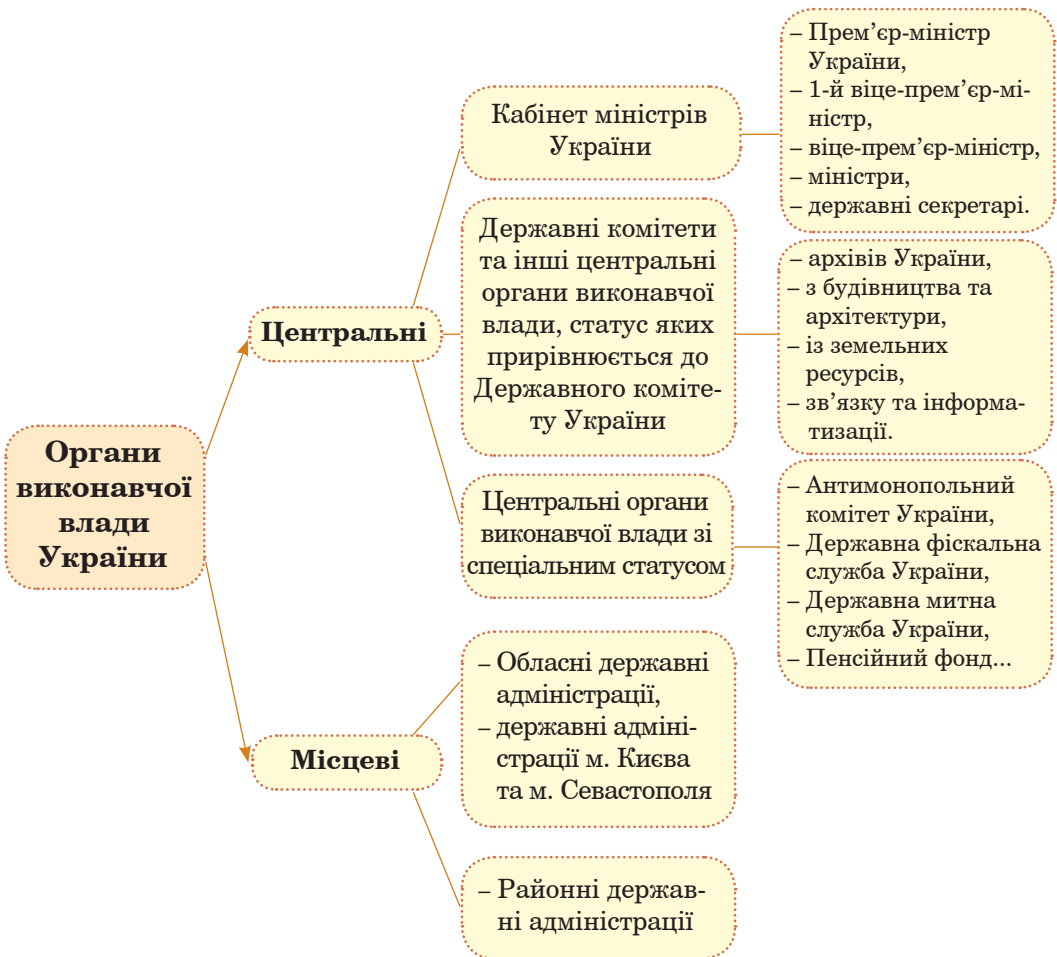 Органи
виконавчої
влади
України
Центральні
Кабінет міністрів
України
– Прем’єр-міністр
України,
– 1-й віце-прем’єр-мі-
ністр,
– віце-прем’єр-міністр,
– міністри,
– державні секретарі.
Державні комітети
та інші центральні
органи виконавчої
влади, статус яких
прирівнюється до
Державного коміте-
ту України
– архівів України,
– з будівництва та
архітектури,
– із земельних
ресурсів,
– зв’язку та інформа-
тизації.
Центральні органи
виконавчої влади зі
спеціальним статусом
– Антимонопольний
комітет України,
– Державна фіскальна
служба України,
– Державна митна
служба України,
– Пенсійний фонд...
Місцеві
– Обласні державні
адміністрації,
– державні адміні-
страції м. Києва
та м. Севастополя
– Районні держав-
ні адміністрації